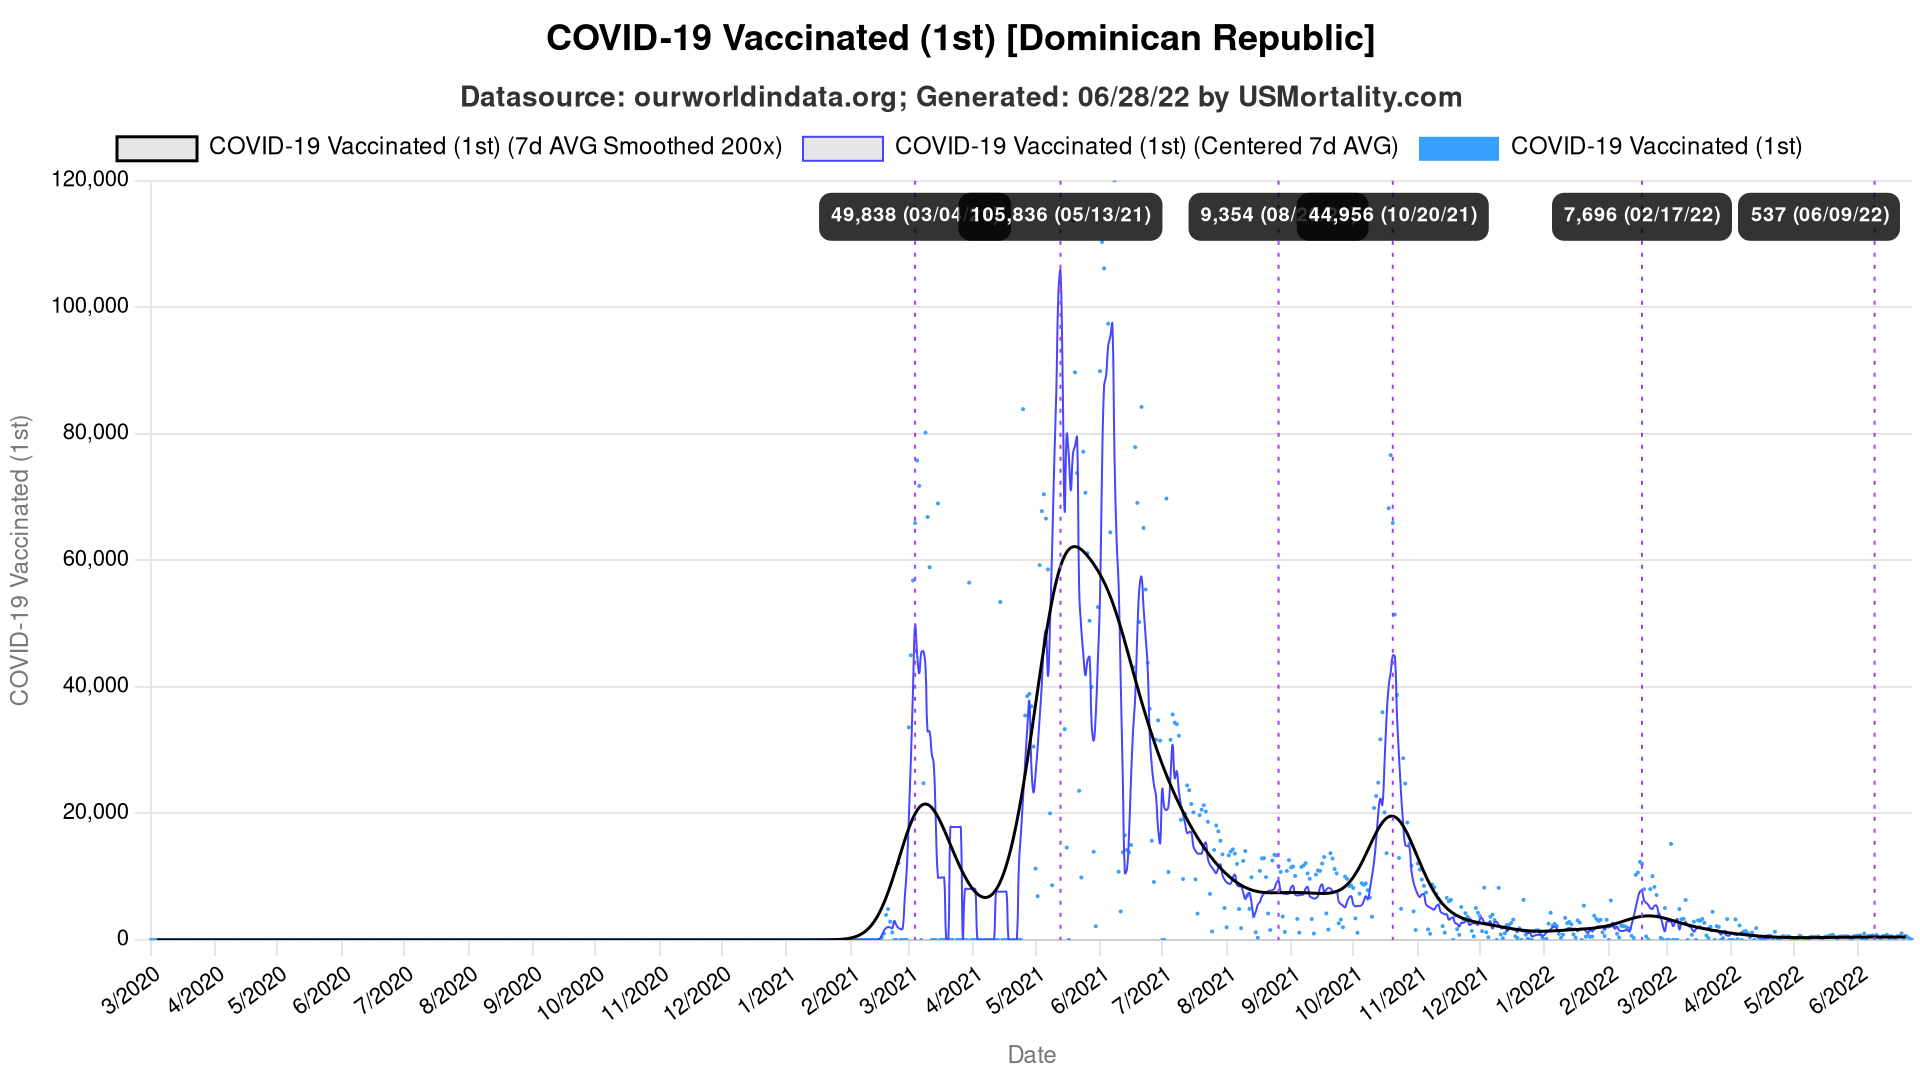 COVID-19 Vaccinated (1st) [Dominican Republic]
Datasource: ourworldindata.org; Generated: 06/28/22 by USMortality.com
COVID-19 Vaccinated (1st) (7d AVG Smoothed 200x) COVID-19 Vaccinated (1st) (Centered 7d AVG) COVID-19 Vaccinated (1st)
49,838 (03/04 105,836 (05/13/21) 9,354 (08/ 44,956 (10/20/21) 7,696 (02/17/22) 537 (06/09/22)
COVID-19 Vaccinated (1st)
120,000
100,000
80,000
60,000
40,000
20,000
0
3/2020 4/2020 5/2020 6/2020 7/2020 8/2020 9/2020 10/2020 11/2020 12/2020 1/2021 2/2021 3/2021 4/2021 5/2021 6/2021 7/2021 8/2021 9/2021 10/2021 11/2021 12/2021 1/2022 2/2022 3/2022 4/2022 5/2022 6/2022
Date